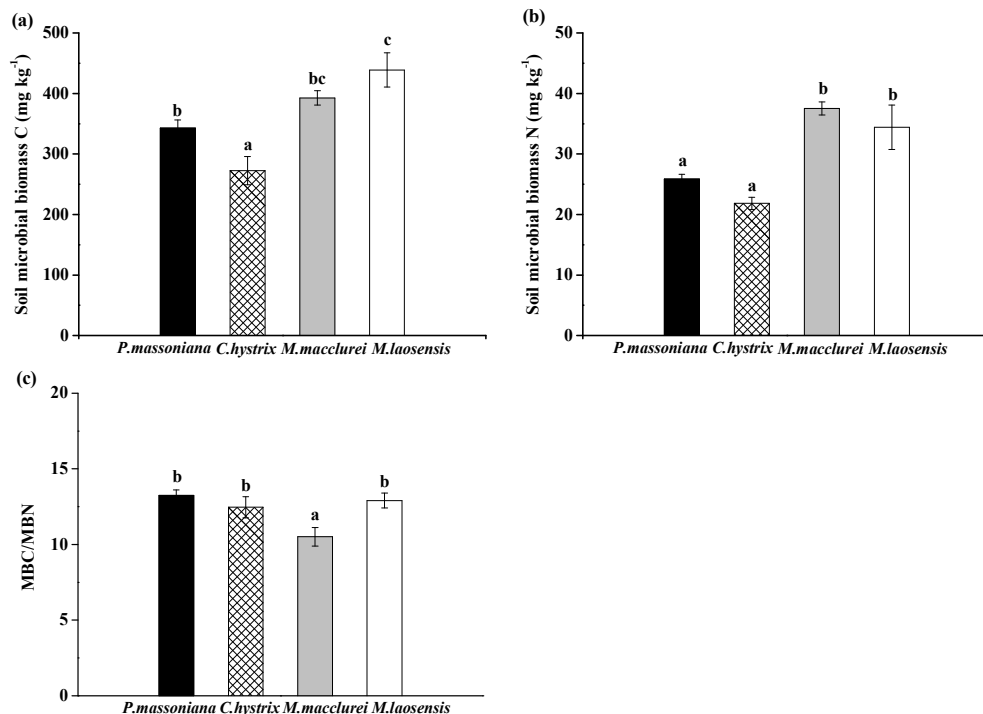 (a)
Soil microbial biomass C (mg kg⁻¹)
500
400
300
200
100
0
b
a
bc
c
P.massoniana C.hystrix M.macclurei M.laosensis
(b)
Soil microbial biomass N (mg kg⁻¹)
50
40
30
20
10
0
a
a
b
b
P.massoniana C.hystrix M.macclurei M.laosensis
(c)
MBC/MBN
20
15
10
5
0
b
b
a
b
P.massoniana C.hystrix M.macclurei M.laosensis